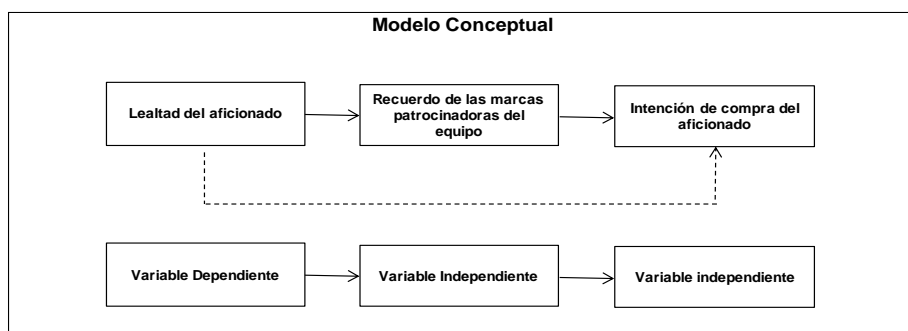 Modelo Conceptual
Lealtad del aficionado
Recuerdo de las marcas
patrocinadoras del
equipo
Intención de compra del
aficionado
Variable Dependiente
Variable Independiente
Variable independiente